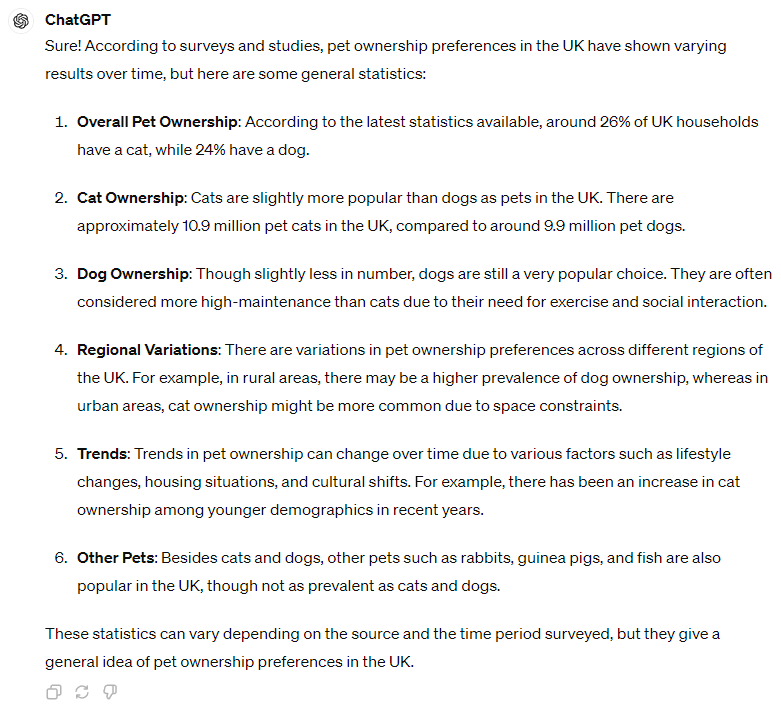 ChatGPT
Sure! According to surveys and studies, pet ownership preferences in the UK have shown varying
results over time, but here are some general statistics:
1. Overall Pet Ownership: According to the latest statistics available, around 26% of UK households
have a cat, while 24% have a dog.
2. Cat Ownership: Cats are slightly more popular than dogs as pets in the UK. There are
approximately 10.9 million pet cats in the UK, compared to around 9.9 million pet dogs.
3. Dog Ownership: Though slightly less in number, dogs are still a very popular choice. They are often
considered more high-maintenance than cats due to their need for exercise and social interaction.
4. Regional Variations: There are variations in pet ownership preferences across different regions of
the UK. For example, in rural areas, there may be a higher prevalence of dog ownership, whereas in
urban areas, cat ownership might be more common due to space constraints.
5. Trends: Trends in pet ownership can change over time due to various factors such as lifestyle
changes, housing situations, and cultural shifts. For example, there has been an increase in cat
ownership among younger demographics in recent years.
6. Other Pets: Besides cats and dogs, other pets such as rabbits, guinea pigs, and fish are also
popular in the UK, though not as prevalent as cats and dogs.
These statistics can vary depending on the source and the time period surveyed, but they give a
general idea of pet ownership preferences in the UK.